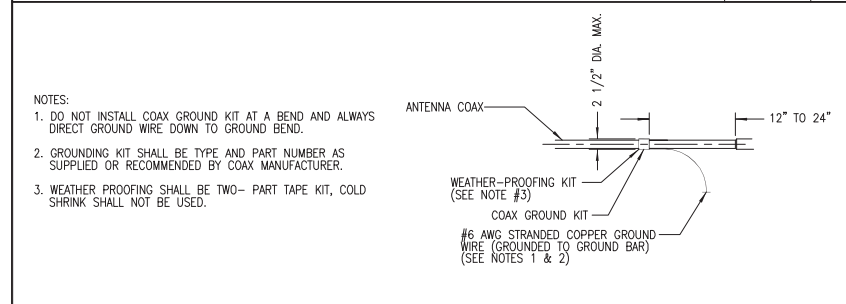 NOTES:
1. DO NOT INSTALL COAX GROUND KIT AT A BEND AND ALWAYS
DIRECT GROUND WIRE DOWN TO GROUND BEND.
2. GROUNDING KIT SHALL BE TYPE AND PART NUMBER AS
SUPPLIED OR RECOMMENDED BY COAX MANUFACTURER.
3. WEATHER PROOFING SHALL BE TWO- PART TAPE KIT, COLD
SHRINK SHALL NOT BE USED.
2 1/2" DIA. MAX.
ANTENNA COAX
12" TO 24"
WEATHER-PROOFING KIT
(SEE NOTE #3)
COAX GROUND KIT
#6 AWG STRANDED COPPER GROUND
WIRE (GROUNDED TO GROUND BAR)
(SEE NOTES 1 & 2)